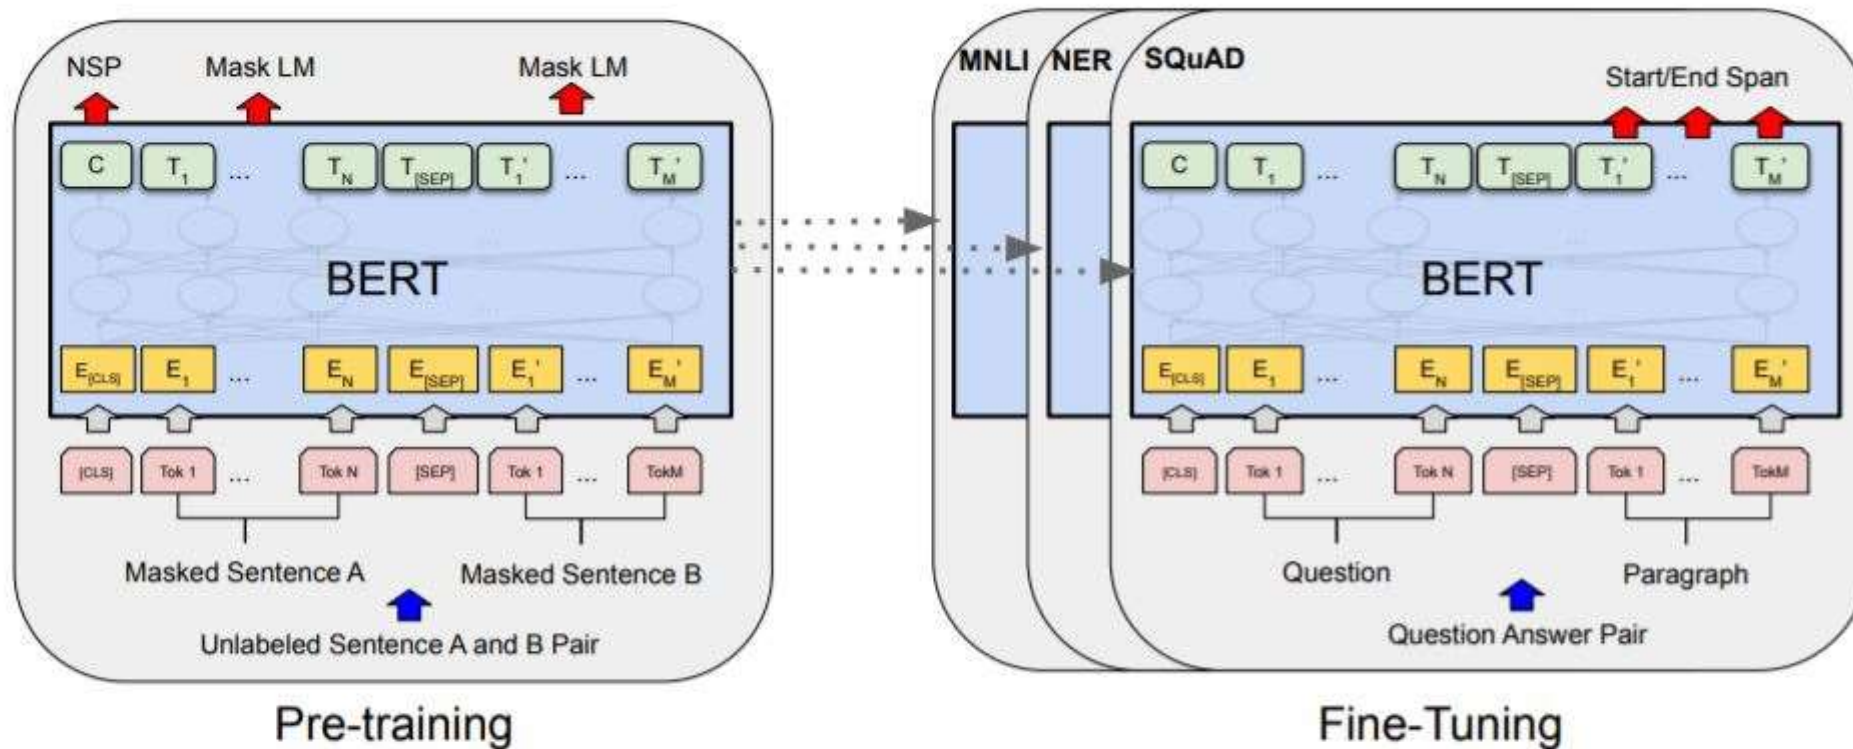 NSP Mask LM Mask LM
C T1 ... TN T[SEP] T1' ... TM'
...
BERT
E[CLS] E1 ... EN E[SEP] E1' ... EM'
[CLS] Tok 1 ... Tok N [SEP] Tok 1 ... TokM
Masked Sentence A Masked Sentence B
Unlabeled Sentence A and B Pair
Pre-training
MNLI NER SQuAD
Start/End Span
C T1 ... TN T[SEP] T1' ... TM'
...
BERT
E[CLS] E1 ... EN E[SEP] E1' ... EM'
[CLS] Tok 1 ... Tok N [SEP] Tok 1 ... TokM
Question Paragraph
Question Answer Pair
Fine-Tuning